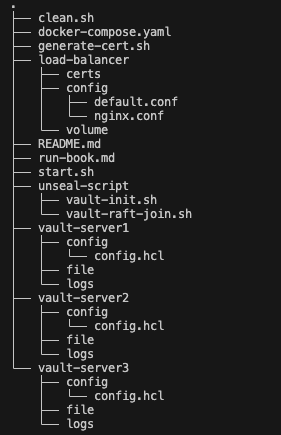 .
├── clean.sh
├── docker-compose.yaml
├── generate-cert.sh
├── load-balancer
│   ├── certs
│   ├── config
│   │   ├── default.conf
│   │   └── nginx.conf
│   └── volume
├── README.md
├── run-book.md
├── start.sh
├── unseal-script
│   ├── vault-init.sh
│   └── vault-raft-join.sh
├── vault-server1
│   ├── config
│   │   └── config.hcl
│   ├── file
│   └── logs
├── vault-server2
│   ├── config
│   │   └── config.hcl
│   ├── file
│   └── logs
└── vault-server3
    ├── config
    │   └── config.hcl
    ├── file
    └── logs